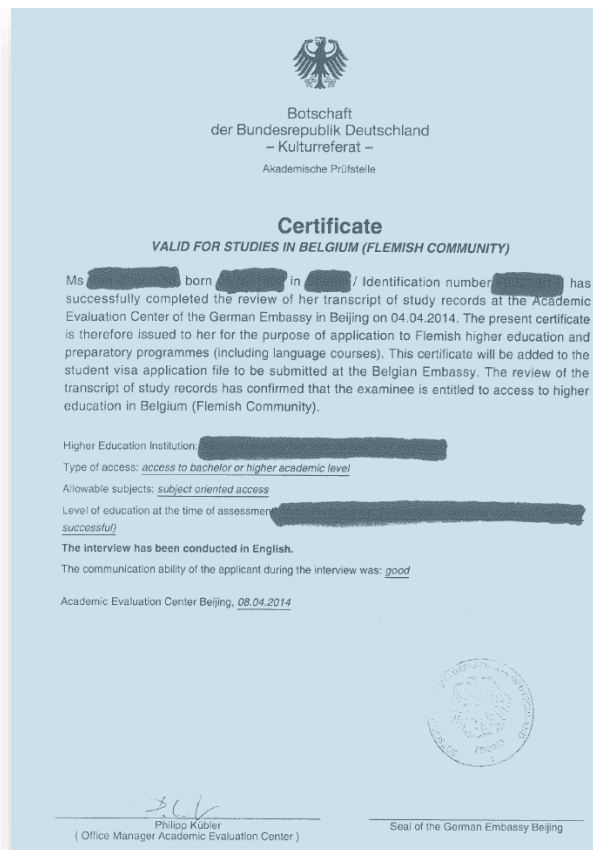 Botschaft
der Bundesrepublik Deutschland
– Kulturreferat –
Akademische Prüfstelle
Certificate
VALID FOR STUDIES IN BELGIUM (FLEMISH COMMUNITY)
Ms born in / Identification number has
successfully completed the review of her transcript of study records at the Academic
Evaluation Center of the German Embassy in Beijing on 04.04.2014. The present certificate
is therefore issued to her for the purpose of application to Flemish higher education and
preparatory programmes (including language courses). This certificate will be added to the
student visa application file to be submitted at the Belgian Embassy. The review of the
transcript of study records has confirmed that the examinee is entitled to access to higher
education in Belgium (Flemish Community).
Higher Education Institution:
Type of access: access to bachelor or higher academic level
Allowable subjects: subject oriented access
Level of education at the time of assessment
successful)
The interview has been conducted in English.
The communication ability of the applicant during the interview was: good
Academic Evaluation Center Beijing, 08.04.2014
Philipp Kübler
( Office Manager Academic Evaluation Center )
Seal of the German Embassy Beijing